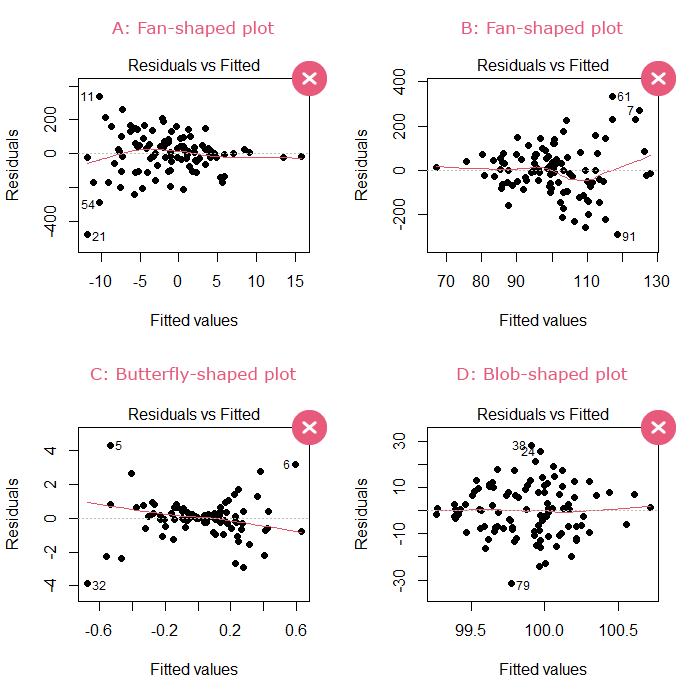 A: Fan-shaped plot
Residuals vs Fitted
Residuals
-400
0
200
11
54
21
-10
-5
0
5
10
15
Fitted values
B: Fan-shaped plot
Residuals vs Fitted
Residuals
-200
0
200
400
61
7
91
70
80
90
110
130
Fitted values
C: Butterfly-shaped plot
Residuals vs Fitted
Residuals
-4
-2
0
2
4
5
6
32
-0.6
-0.2
0.2
0.6
Fitted values
D: Blob-shaped plot
Residuals vs Fitted
Residuals
-30
-10
10
30
38
24
79
99.5
100.0
100.5
Fitted values